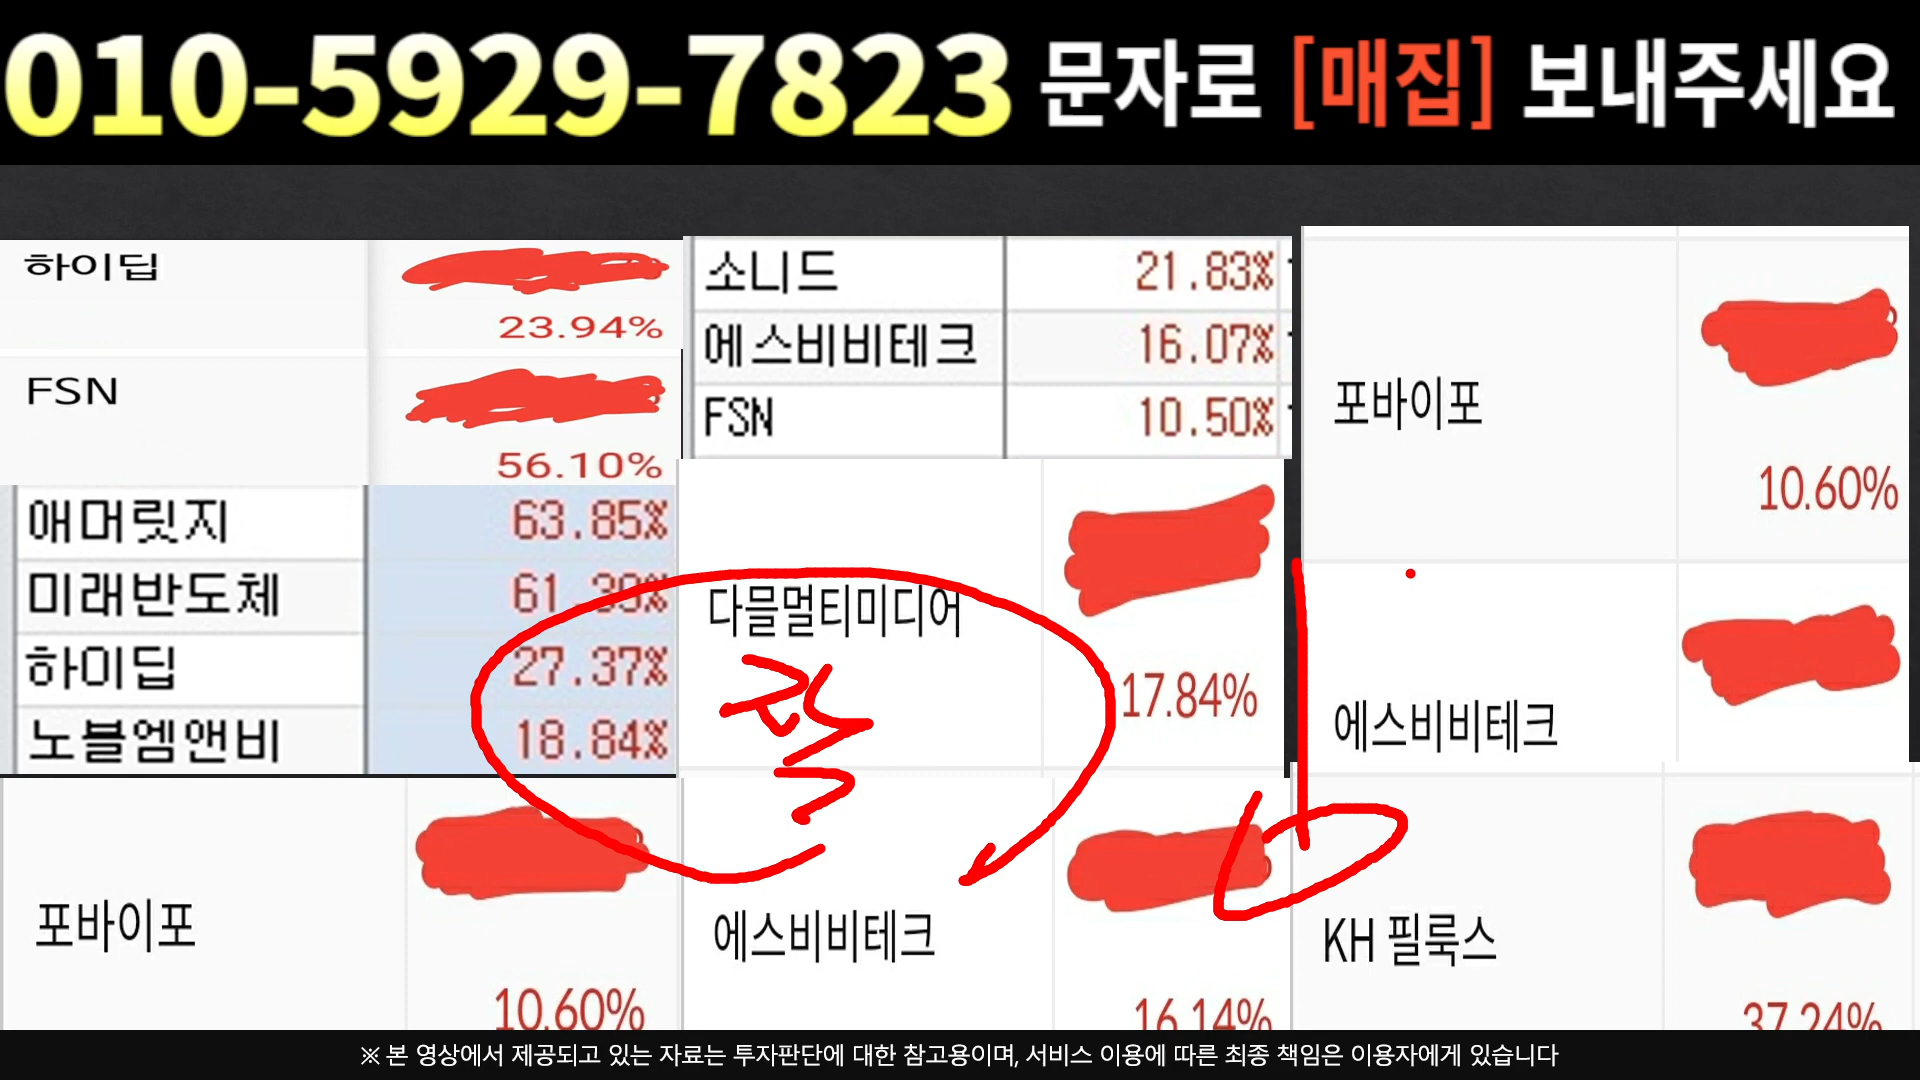 010-5929-7823 문자로 [매집] 보내주세요
하이딥
23.94%
FSN
56.10%
애머릿지 63.85%
미래반도체 61.39%
하이딥 27.37%
노블엠앤비 18.84%
포바이포
10.60%
소니드 21.83%
에스비비테크 16.07%
FSN 10.50%
다믈멀티미디어
17.84%
에스비비테크
16.14%
포바이포
10.60%
에스비비테크
KH 필룩스
37.24%
※ 본 영상에서 제공되고 있는 자료는 투자판단에 대한 참고용이며, 서비스 이용에 따른 최종 책임은 이용자에게 있습니다